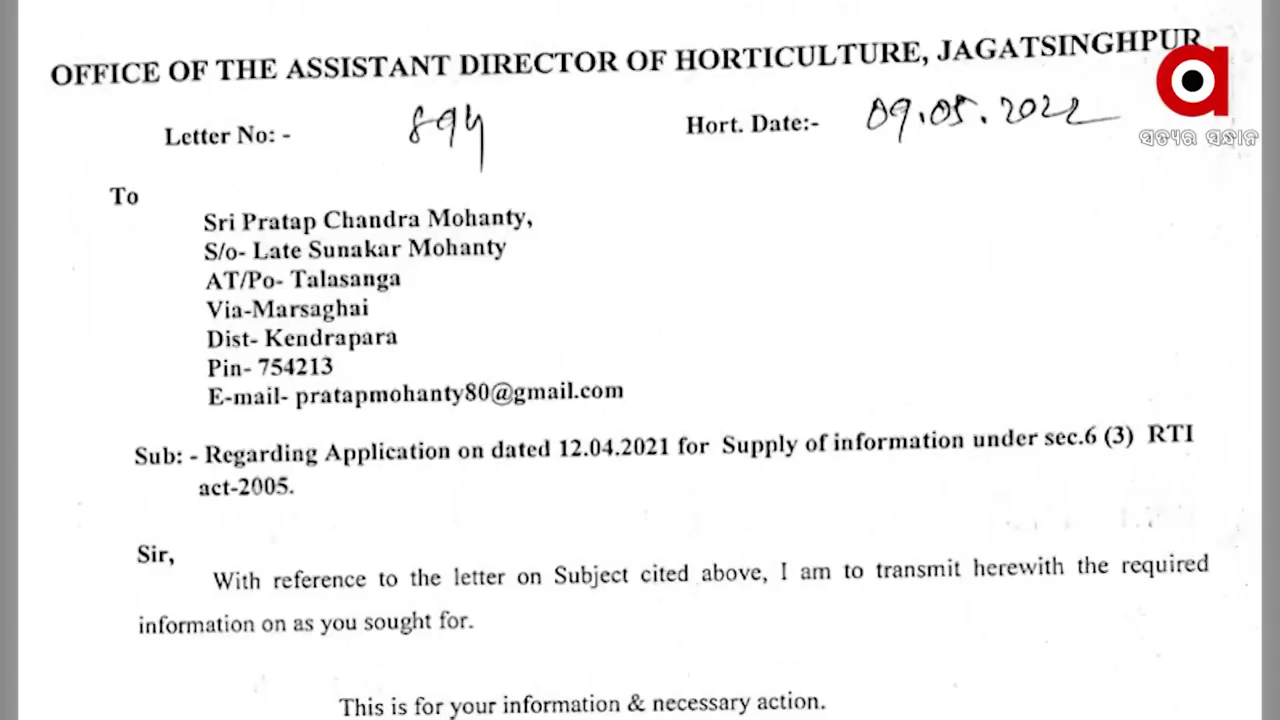 OFFICE OF THE ASSISTANT DIRECTOR OF HORTICULTURE, JAGATSINGHPUR
Letter No: - 894 Hort. Date:- 09.05.2022
ସତ୍ୟର ସନ୍ଧାନ
To
Sri Pratap Chandra Mohanty,
S/o- Late Sunakar Mohanty
AT/Po- Talasanga
Via-Marsaghai
Dist- Kendrapara
Pin- 754213
E-mail- pratapmohanty80@gmail.com
Sub: - Regarding Application on dated 12.04.2021 for Supply of information under sec.6 (3) RTI
act-2005.
Sir,
With reference to the letter on Subject cited above, I am to transmit herewith the required
information on as you sought for.
This is for your information & necessary action.